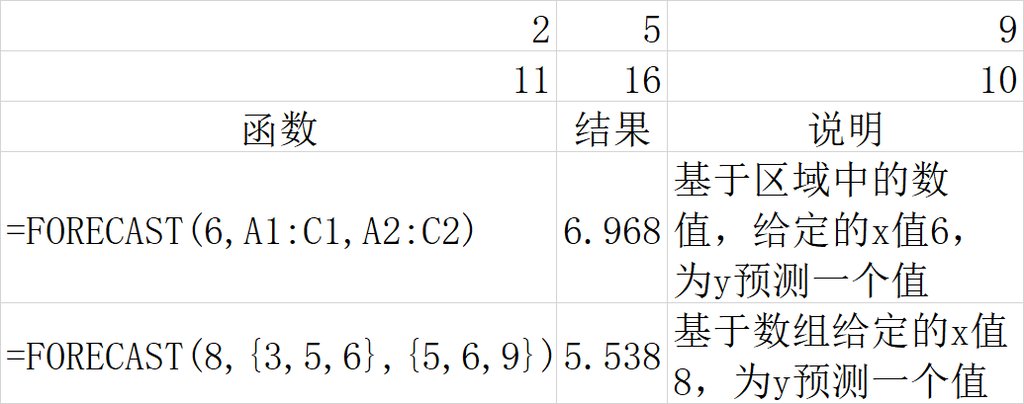 2 5 9
11 16 10
函数 结果 说明
=FORECAST(6,A1:C1,A2:C2) 6.968 基于区域中的数
值，给定的x值6，
为y预测一个值
=FORECAST(8,{3,5,6},{5,6,9}) 5.538 基于数组给定的x值
8，为y预测一个值